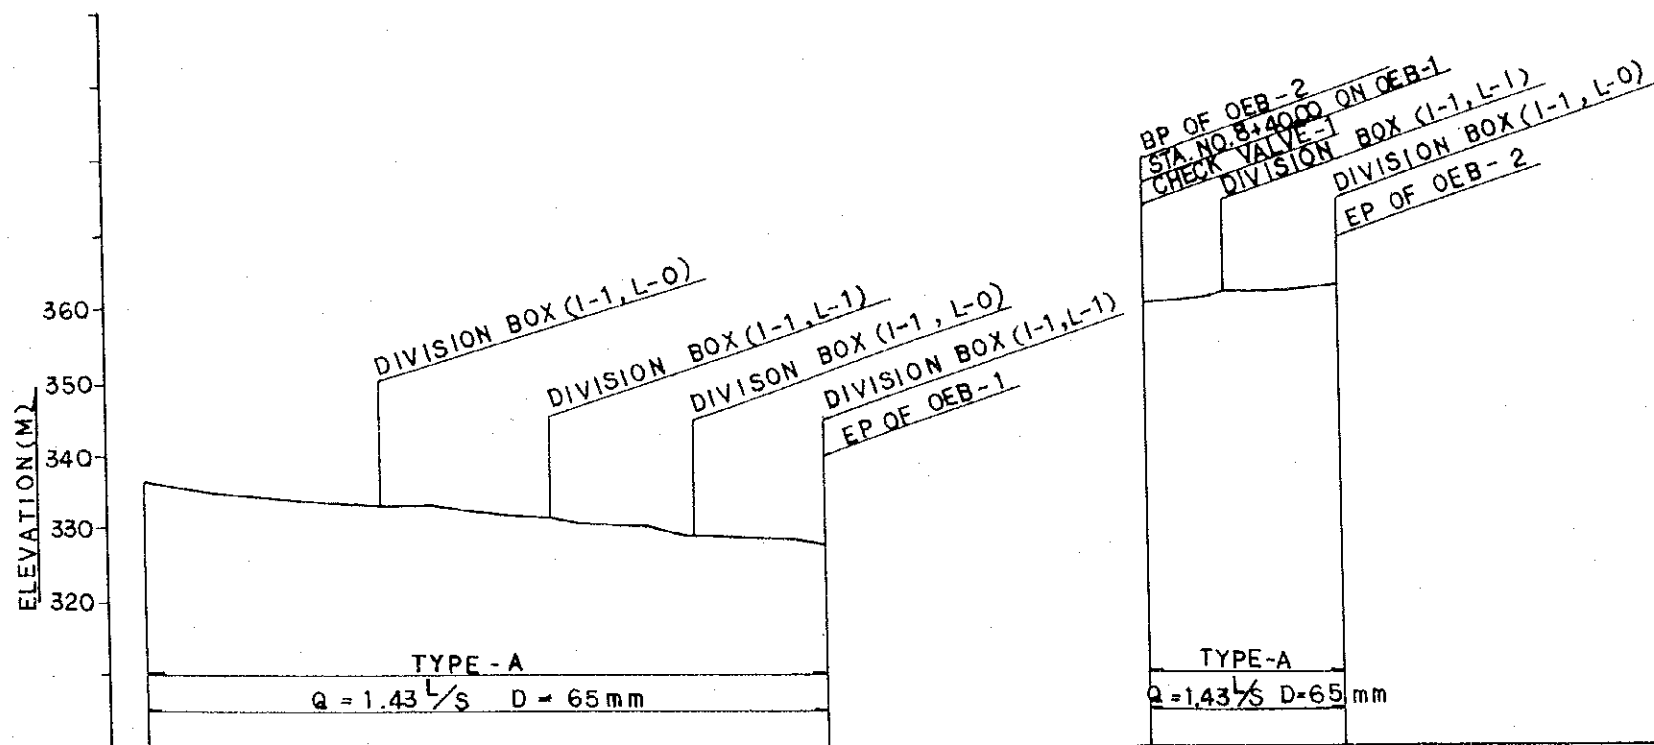 BP OF OEB-2
STA. NO. 8+40.00 ON OEB-1
CHECK VALVE-1
DIVISION BOX (I-1, L-1)
DIVISION BOX (I-1, L-0)
EP OF OEB-2
DIVISION BOX (I-1, L-0)
DIVISION BOX (I-1, L-1)
DIVISON BOX (I-1, L-0)
DIVISION BOX (I-1, L-1)
EP OF OEB-1
ELEVATION(M)
360
350
340
330
320
TYPE-A
Q = 1.43 L/S D = 65 mm
TYPE-A
Q = 1.43 L/S D=65 mm